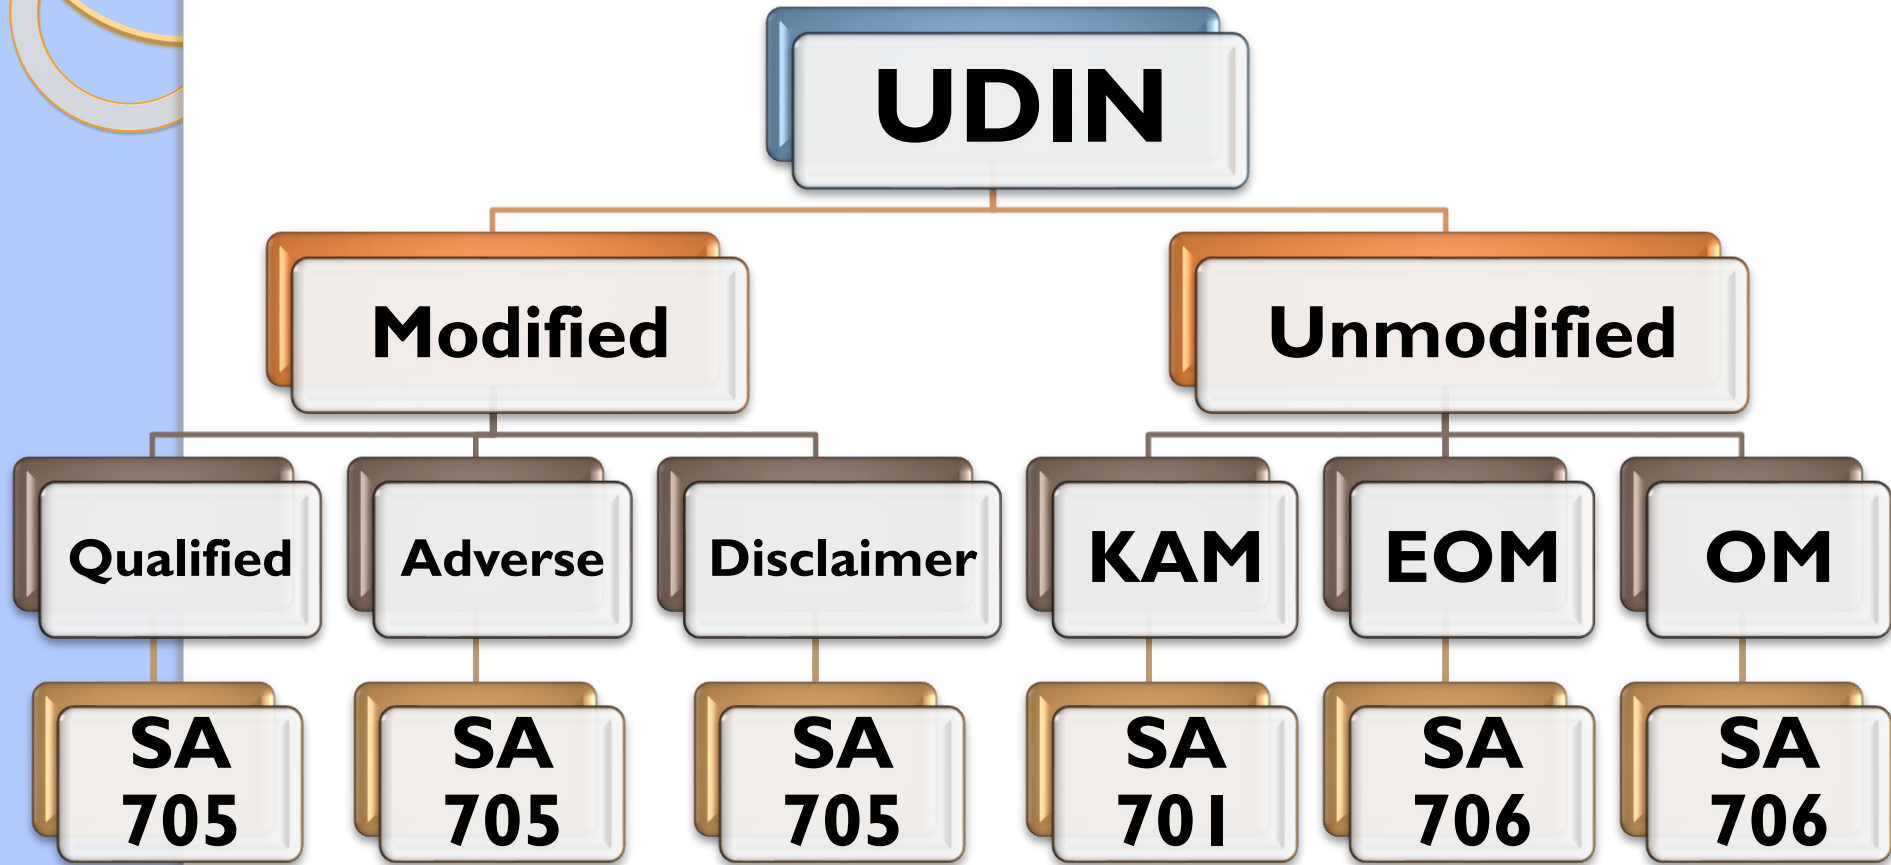 UDIN
Modified
Unmodified
Qualified
Adverse
Disclaimer
KAM
EOM
OM
SA
705
SA
705
SA
705
SA
701
SA
706
SA
706